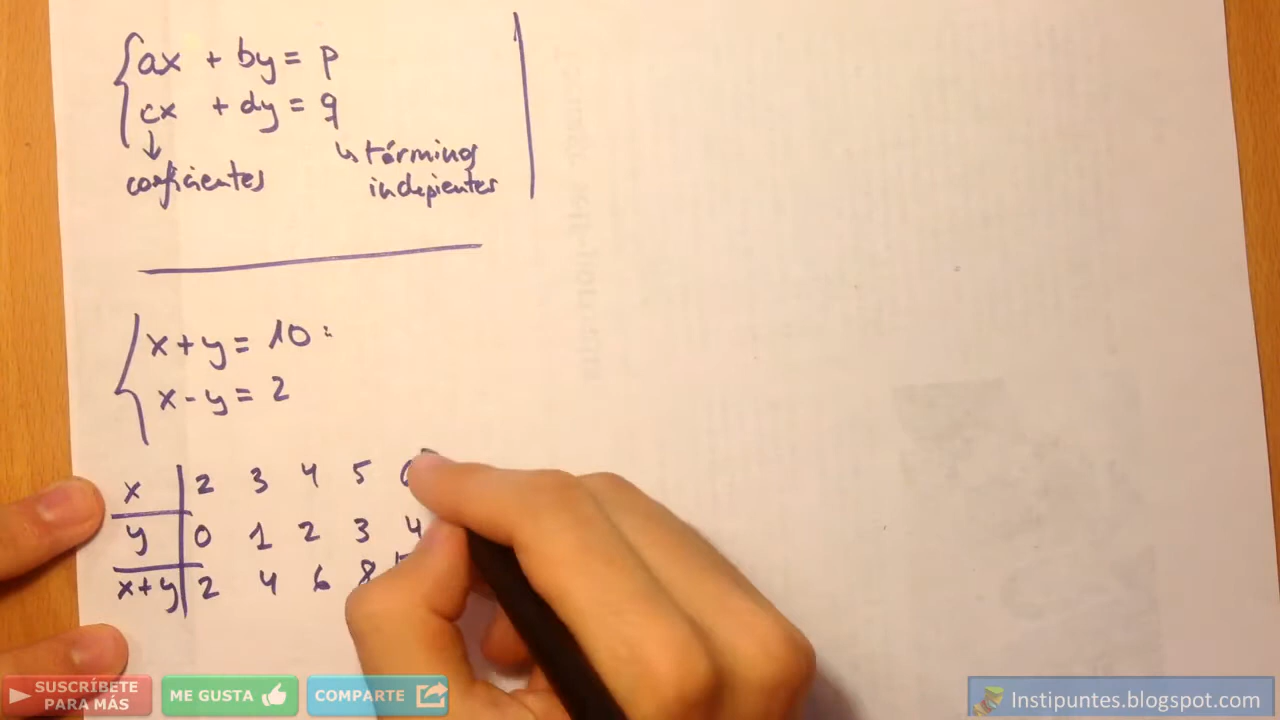 ax + by = p
cx + dy = q
coeficientes
términos
indepientes
x + y = 10
x - y = 2
x 2 3 4 5
y 0 1 2 3 4
x+y 2 4 6 8
SUSCRÍBETE
PARA MÁS
ME GUSTA
COMPARTE
Instipuntes.blogspot.com